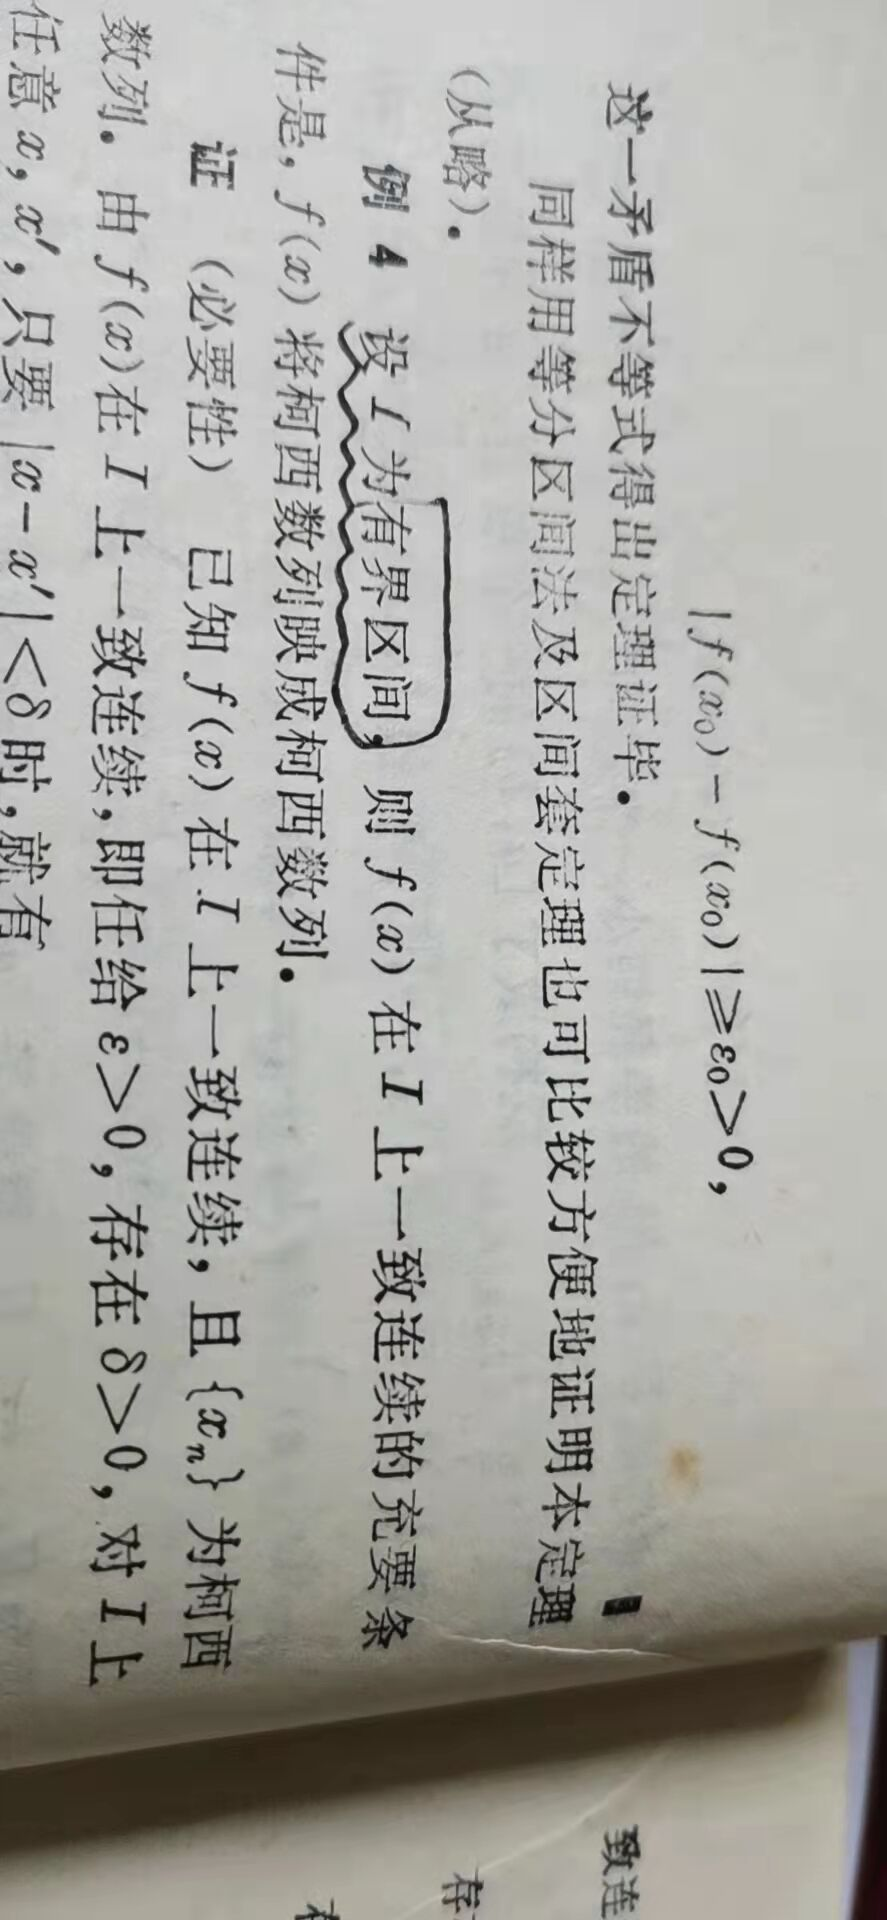 |f(x₀)-f(x₀)|≥ε₀>0,
这一矛盾不等式得出定理证毕.
同样用等分区间法及区间套定理也可比较方便地证明本定理
(从略).
例 4 设 I 为有界区间, 则 f(x) 在 I 上一致连续的充要条
件是, f(x) 将柯西数列映成柯西数列.
证 (必要性) 已知 f(x) 在 I 上一致连续, 且 {xₙ} 为柯西
数列. 由 f(x) 在 I 上一致连续, 即任给 ε>0, 存在 δ>0, 对 I 上
任意 x, x′, 只要 |x-x′|<δ 时, 就有
致连
存